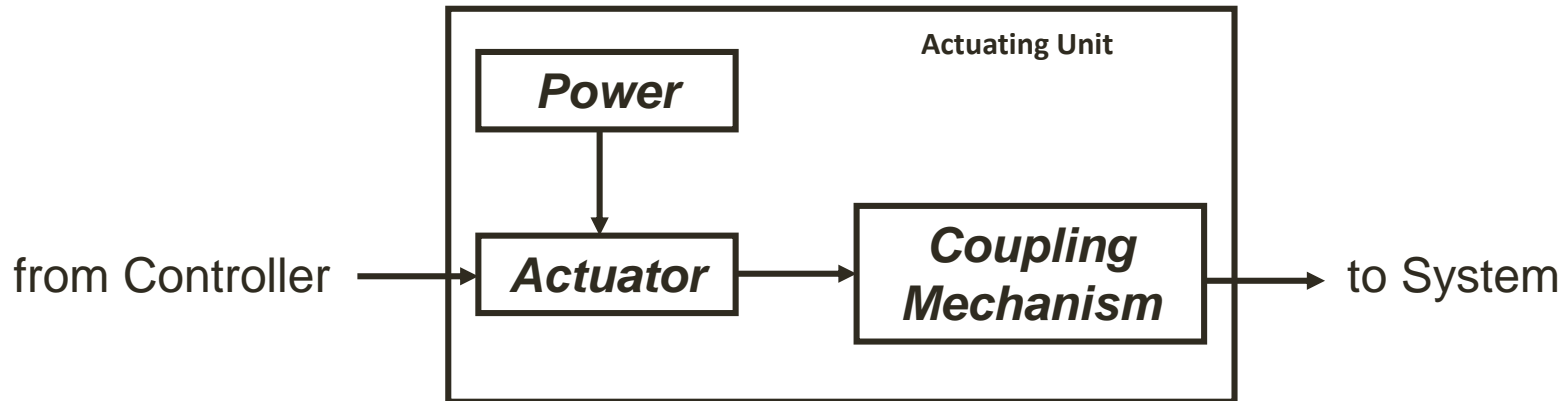 Actuating Unit
Power
from Controller
Actuator
Coupling
Mechanism
to System